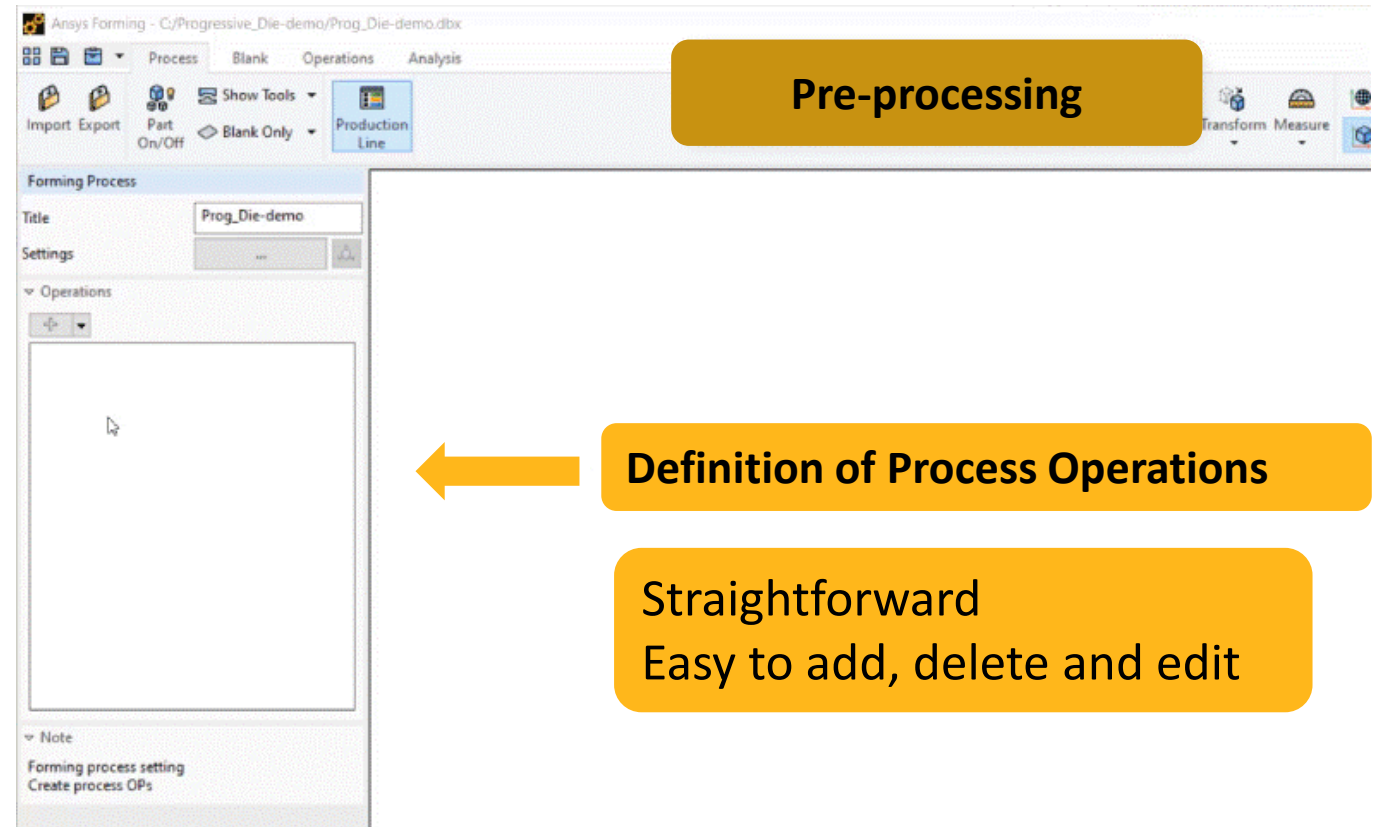 Ansys Forming - C:/Progressive_Die-demo/Prog_Die-demo.dbx
Process Blank Operations Analysis
Pre-processing
Import Export Part On/Off
Show Tools
Blank Only
Production Line
Transform Measure
Forming Process
Title Prog_Die-demo
Settings ...
Operations
Definition of Process Operations
Straightforward
Easy to add, delete and edit
Note
Forming process setting
Create process OPs